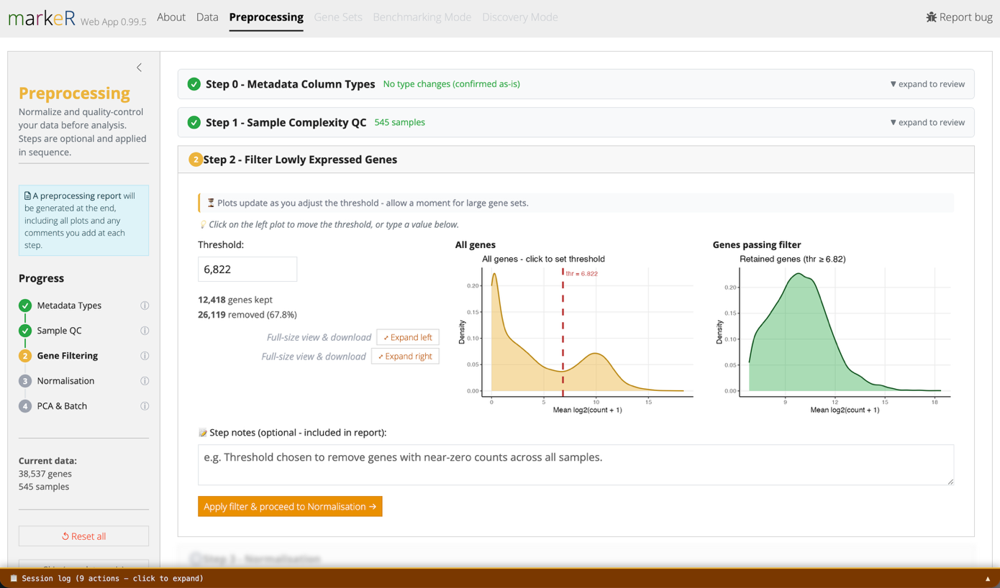 markeR Web App 0.99.5 About Data Preprocessing Gene Sets Benchmarking Mode Discovery Mode Report bug
Preprocessing
Normalize and quality-control
your data before analysis.
Steps are optional and applied
in sequence.
A preprocessing report will
be generated at the end,
including all plots and any
comments you add at each
step.
Progress
Metadata Types
Sample QC
2 Gene Filtering
3 Normalisation
4 PCA & Batch
Current data:
38,537 genes
545 samples
Reset all
Step 0 - Metadata Column Types No type changes (confirmed as-is) ▼ expand to review
Step 1 - Sample Complexity QC 545 samples ▼ expand to review
2 Step 2 - Filter Lowly Expressed Genes
⏳ Plots update as you adjust the threshold - allow a moment for large gene sets.
💡 Click on the left plot to move the threshold, or type a value below.
Threshold:
6,822
12,418 genes kept
26,119 removed (67.8%)
Full-size view & download Expand left
Full-size view & download Expand right
All genes
All genes - click to set threshold
thr = 6.822
Density
0.20
0.15
0.10
0.05
0.00
0 5 10 15
Mean log2(count + 1)
Genes passing filter
Retained genes (thr ≥ 6.82)
Density
0.20
0.15
0.10
0.05
0.00
9 12 15 18
Mean log2(count + 1)
📝 Step notes (optional - included in report):
e.g. Threshold chosen to remove genes with near-zero counts across all samples.
Apply filter & proceed to Normalisation →
Step 3 - Normalisation
📋 Session log (9 actions — click to expand) ▲